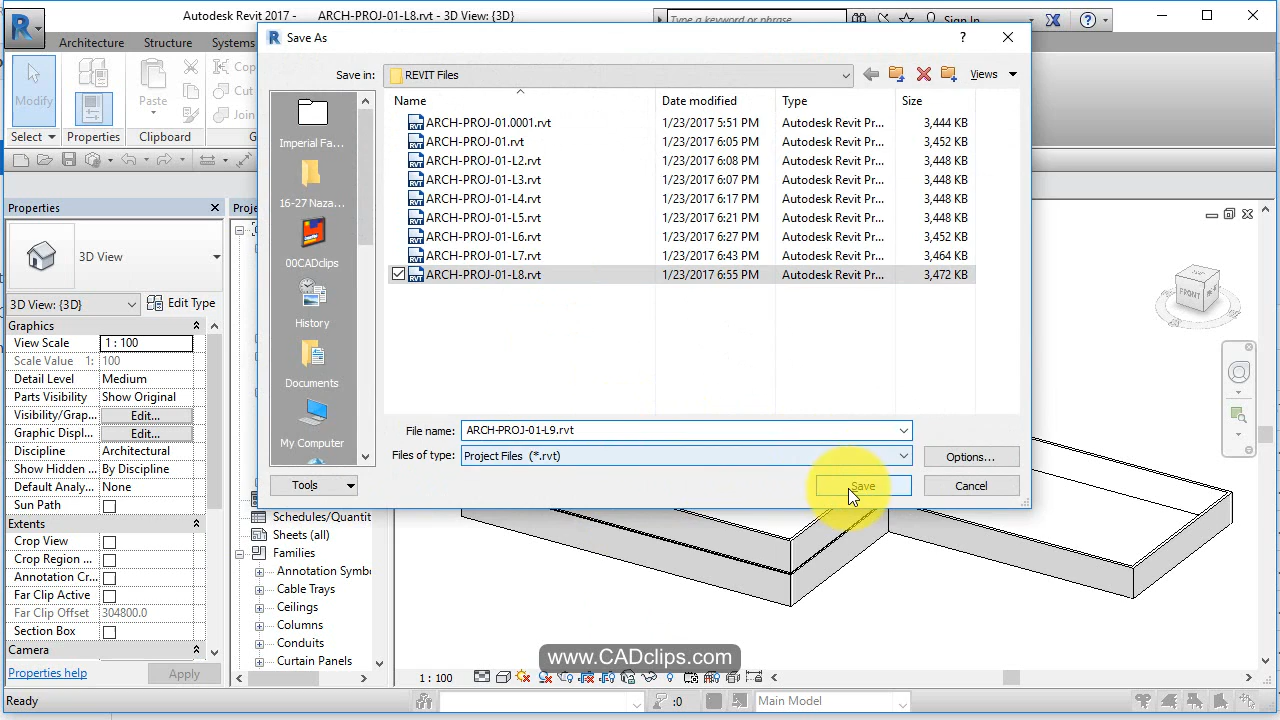 Autodesk Revit 2017 - ARCH-PROJ-01-L8.rvt - 3D View: {3D}
Type a keyword or phrase
Sign In
Architecture Structure Systems
Modify
Properties
Paste
Cut
Join
Select
Properties
Clipboard
Save As
Save in:
REVIT Files
Views
Imperial Fa...
16-27 Naza...
00CADclips
History
Documents
My Computer
Name Date modified Type Size
ARCH-PROJ-01.0001.rvt 1/23/2017 5:51 PM Autodesk Revit Pr... 3,444 KB
ARCH-PROJ-01.rvt 1/23/2017 6:05 PM Autodesk Revit Pr... 3,452 KB
ARCH-PROJ-01-L2.rvt 1/23/2017 6:08 PM Autodesk Revit Pr... 3,448 KB
ARCH-PROJ-01-L3.rvt 1/23/2017 6:07 PM Autodesk Revit Pr... 3,448 KB
ARCH-PROJ-01-L4.rvt 1/23/2017 6:17 PM Autodesk Revit Pr... 3,448 KB
ARCH-PROJ-01-L5.rvt 1/23/2017 6:21 PM Autodesk Revit Pr... 3,448 KB
ARCH-PROJ-01-L6.rvt 1/23/2017 6:27 PM Autodesk Revit Pr... 3,452 KB
ARCH-PROJ-01-L7.rvt 1/23/2017 6:43 PM Autodesk Revit Pr... 3,464 KB
ARCH-PROJ-01-L8.rvt 1/23/2017 6:55 PM Autodesk Revit Pr... 3,472 KB
File name: ARCH-PROJ-01-L9.rvt
Files of type: Project Files (*.rvt)
Options...
Tools
Save
Cancel
Properties
3D View
3D View: {3D}
Edit Type
Graphics
View Scale 1 : 100
Scale Value 1: 100
Detail Level Medium
Parts Visibility Show Original
Visibility/Grap... Edit...
Graphic Displ... Edit...
Discipline Architectural
Show Hidden ... By Discipline
Default Analy... None
Sun Path
Extents
Crop View
Crop Region ...
Annotation Cr...
Far Clip Active
Far Clip Offset 304800.0
Section Box
Camera
Properties help
Apply
Schedules/Quantit
Sheets (all)
Families
Annotation Symb
Cable Trays
Ceilings
Columns
Conduits
Curtain Panels
FRONT
www.CADclips.com
1 : 100
Ready
:0
Main Model